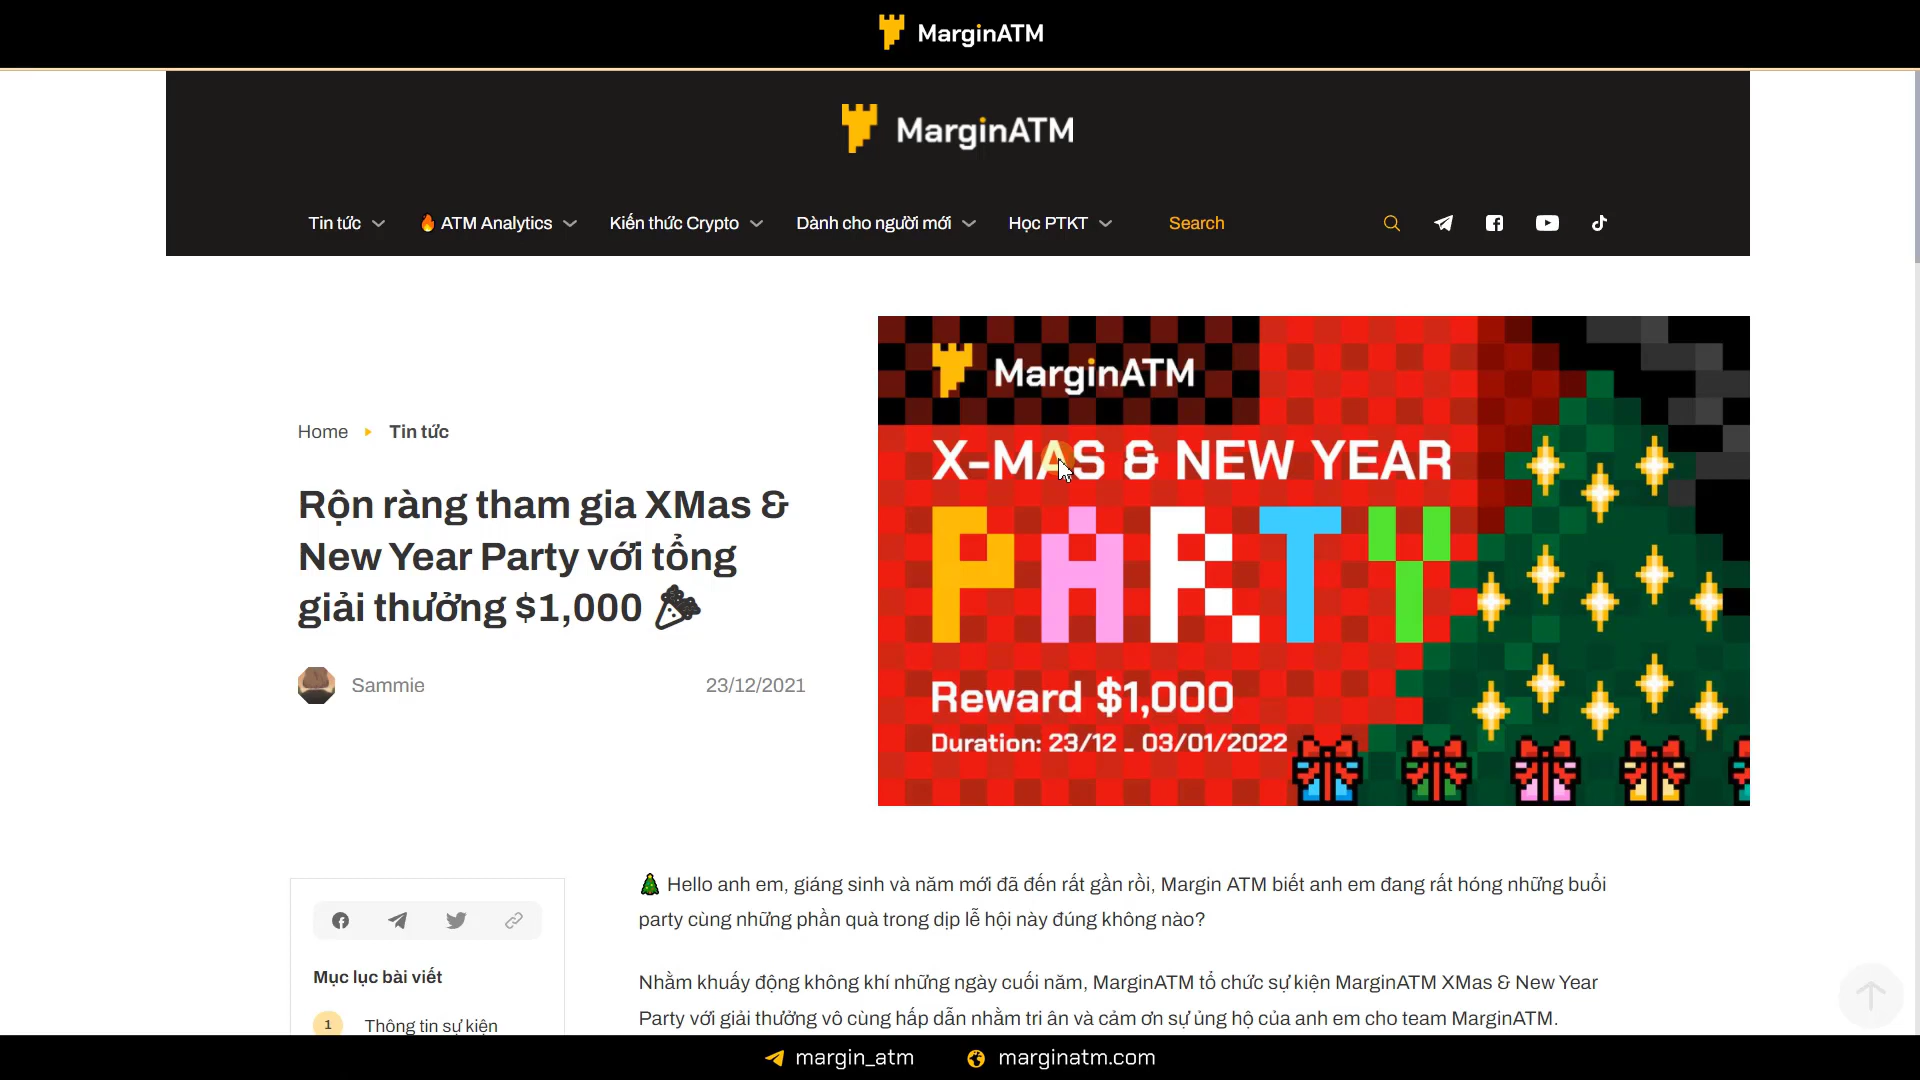 MarginATM
MarginATM
Tin tức
🔥 ATM Analytics
Kiến thức Crypto
Dành cho người mới
Học PTKT
Search
Home
Tin tức
Rộn ràng tham gia XMas &
New Year Party với tổng
giải thưởng $1,000 🎉
Sammie
23/12/2021
MarginATM
X-MAS & NEW YEAR
PARTY
Reward $1,000
Duration: 23/12 - 03/01/2022
Mục lục bài viết
1
Thông tin sự kiện
🎄 Hello anh em, giáng sinh và năm mới đã đến rất gần rồi, Margin ATM biết anh em đang rất hóng những buổi
party cùng những phần quà trong dịp lễ hội này đúng không nào?
Nhằm khuấy động không khí những ngày cuối năm, MarginATM tổ chức sự kiện MarginATM XMas & New Year
Party với giải thưởng vô cùng hấp dẫn nhằm tri ân và cảm ơn sự ủng hộ của anh em cho team MarginATM.
margin_atm
marginatm.com